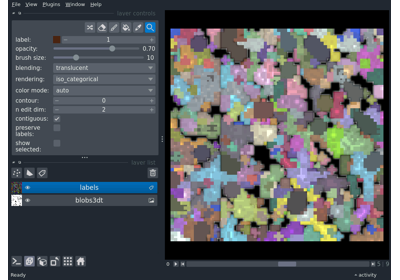 File View Plugins Window Help
layer controls
label: 1
opacity: 0.70
brush size: 10
blending: translucent
rendering: iso_categorical
color mode: auto
contour: 0
n edit dim: 2
contiguous:
preserve
labels:
show
selected:
layer list
labels
blobs3dt
Ready
activity